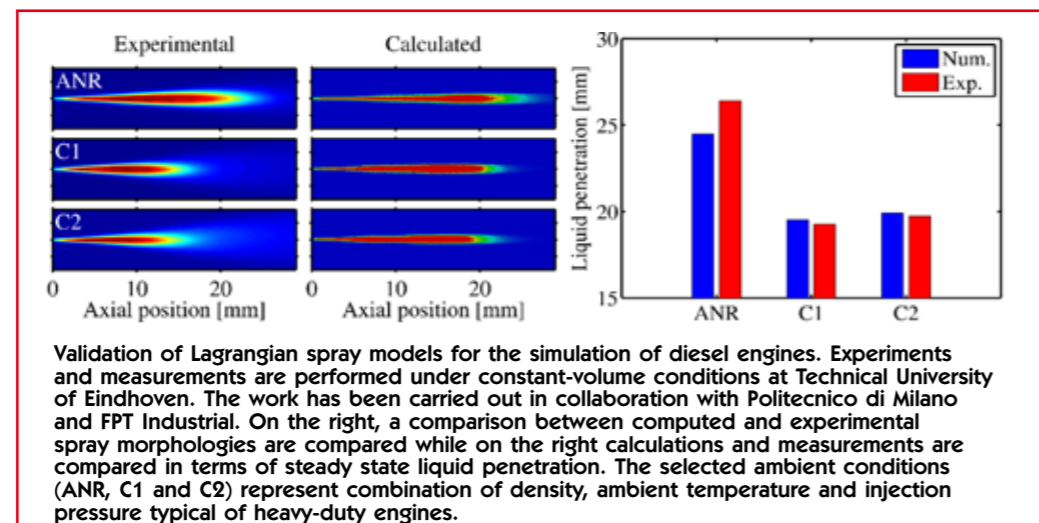 Experimental
Calculated
ANR
C1
C2
0
10
20
Axial position [mm]
0
10
20
Axial position [mm]
30
25
20
15
Liquid penetration [mm]
Num.
Exp.
ANR
C1
C2
Validation of Lagrangian spray models for the simulation of diesel engines. Experiments
and measurements are performed under constant-volume conditions at Technical University
of Eindhoven. The work has been carried out in collaboration with Politecnico di Milano
and FPT Industrial. On the right, a comparison between computed and experimental
spray morphologies are compared while on the right calculations and measurements are
compared in terms of steady state liquid penetration. The selected ambient conditions
(ANR, C1 and C2) represent combination of density, ambient temperature and injection
pressure typical of heavy-duty engines.